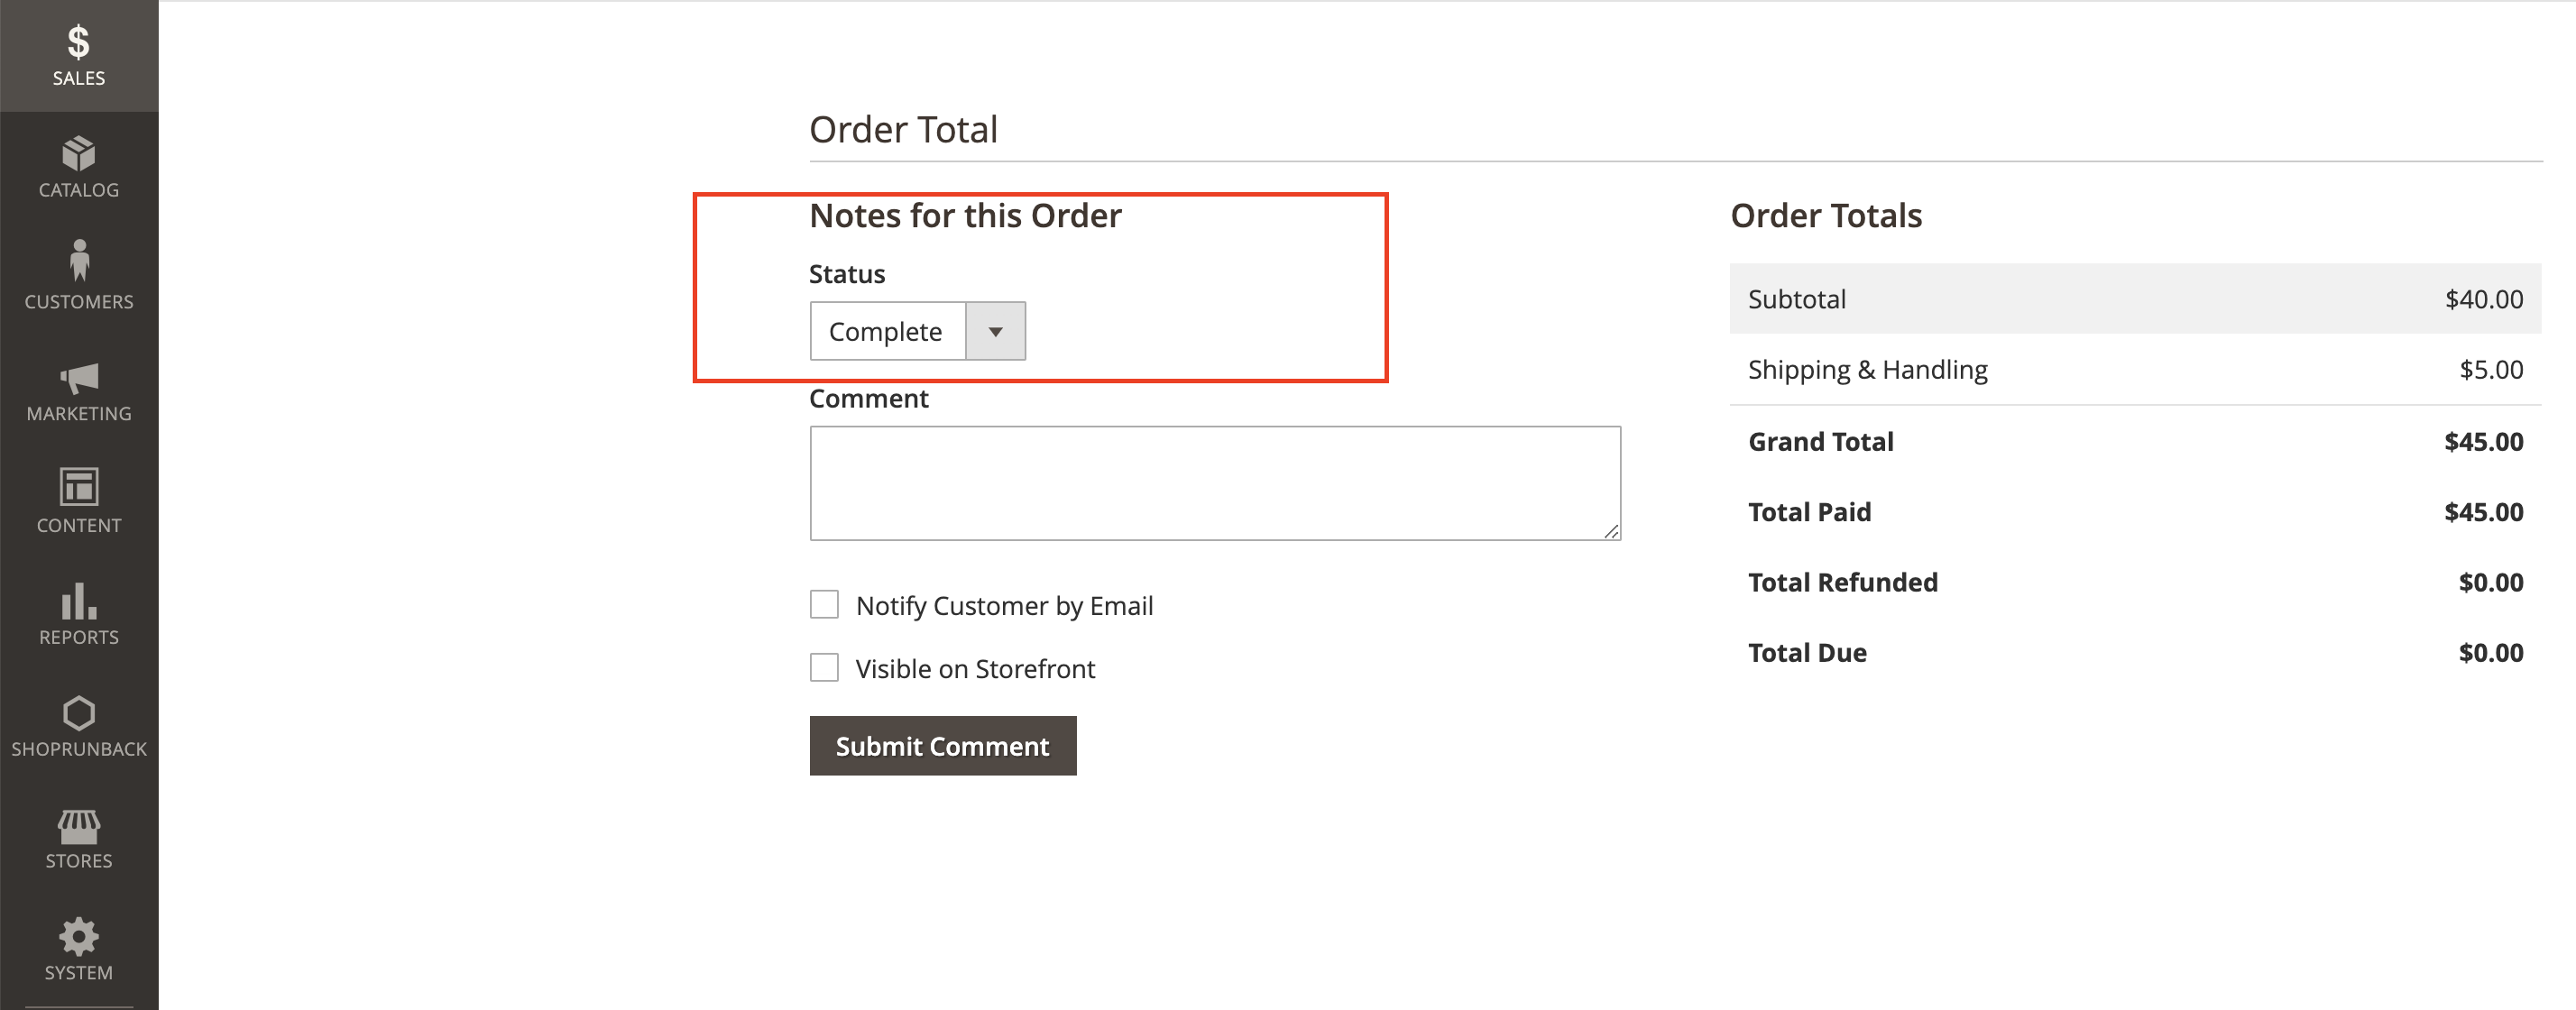 SALES
CATALOG
CUSTOMERS
MARKETING
CONTENT
REPORTS
SHOPRUNBACK
STORES
SYSTEM
Order Total
Notes for this Order
Status
Complete
Comment
Notify Customer by Email
Visible on Storefront
Submit Comment
Order Totals
Subtotal $40.00
Shipping & Handling $5.00
Grand Total $45.00
Total Paid $45.00
Total Refunded $0.00
Total Due $0.00